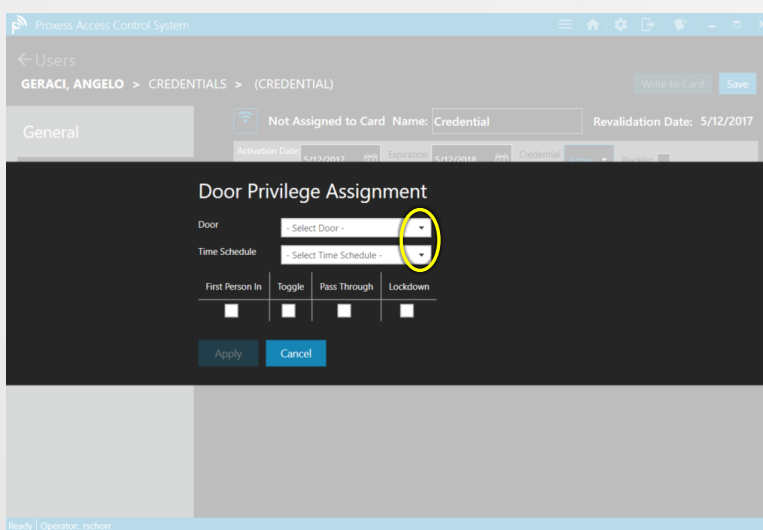 Proxess Access Control System
Users
GERACI, ANGELO > CREDENTIALS > (CREDENTIAL)
Write to Card Save
General
Not Assigned to Card Name: Credential Revalidation Date: 5/12/2017
Activation Date: 5/12/2017 Expiration 5/12/2018 Credential Active Blacklist
Door Privilege Assignment
Door - Select Door -
Time Schedule - Select Time Schedule -
First Person In Toggle Pass Through Lockdown
Apply Cancel
Ready Operator: rschorr